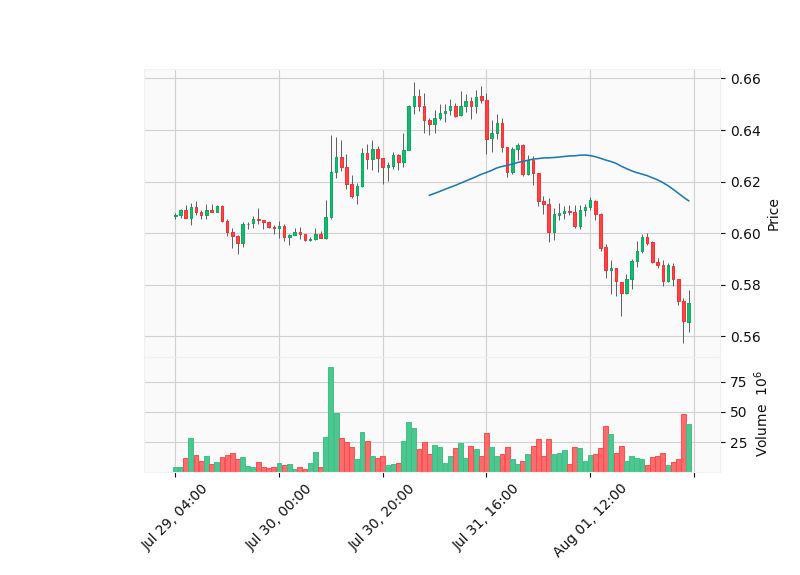 0.66
0.64
0.62
0.60
0.58
0.56
Price
75
50
25
Volume 10^6
Jul 29, 04:00
Jul 30, 00:00
Jul 30, 20:00
Jul 31, 16:00
Aug 01, 12:00